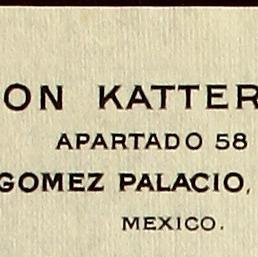 ON KATTER
APARTADO 58
GOMEZ PALACIO,
MEXICO.